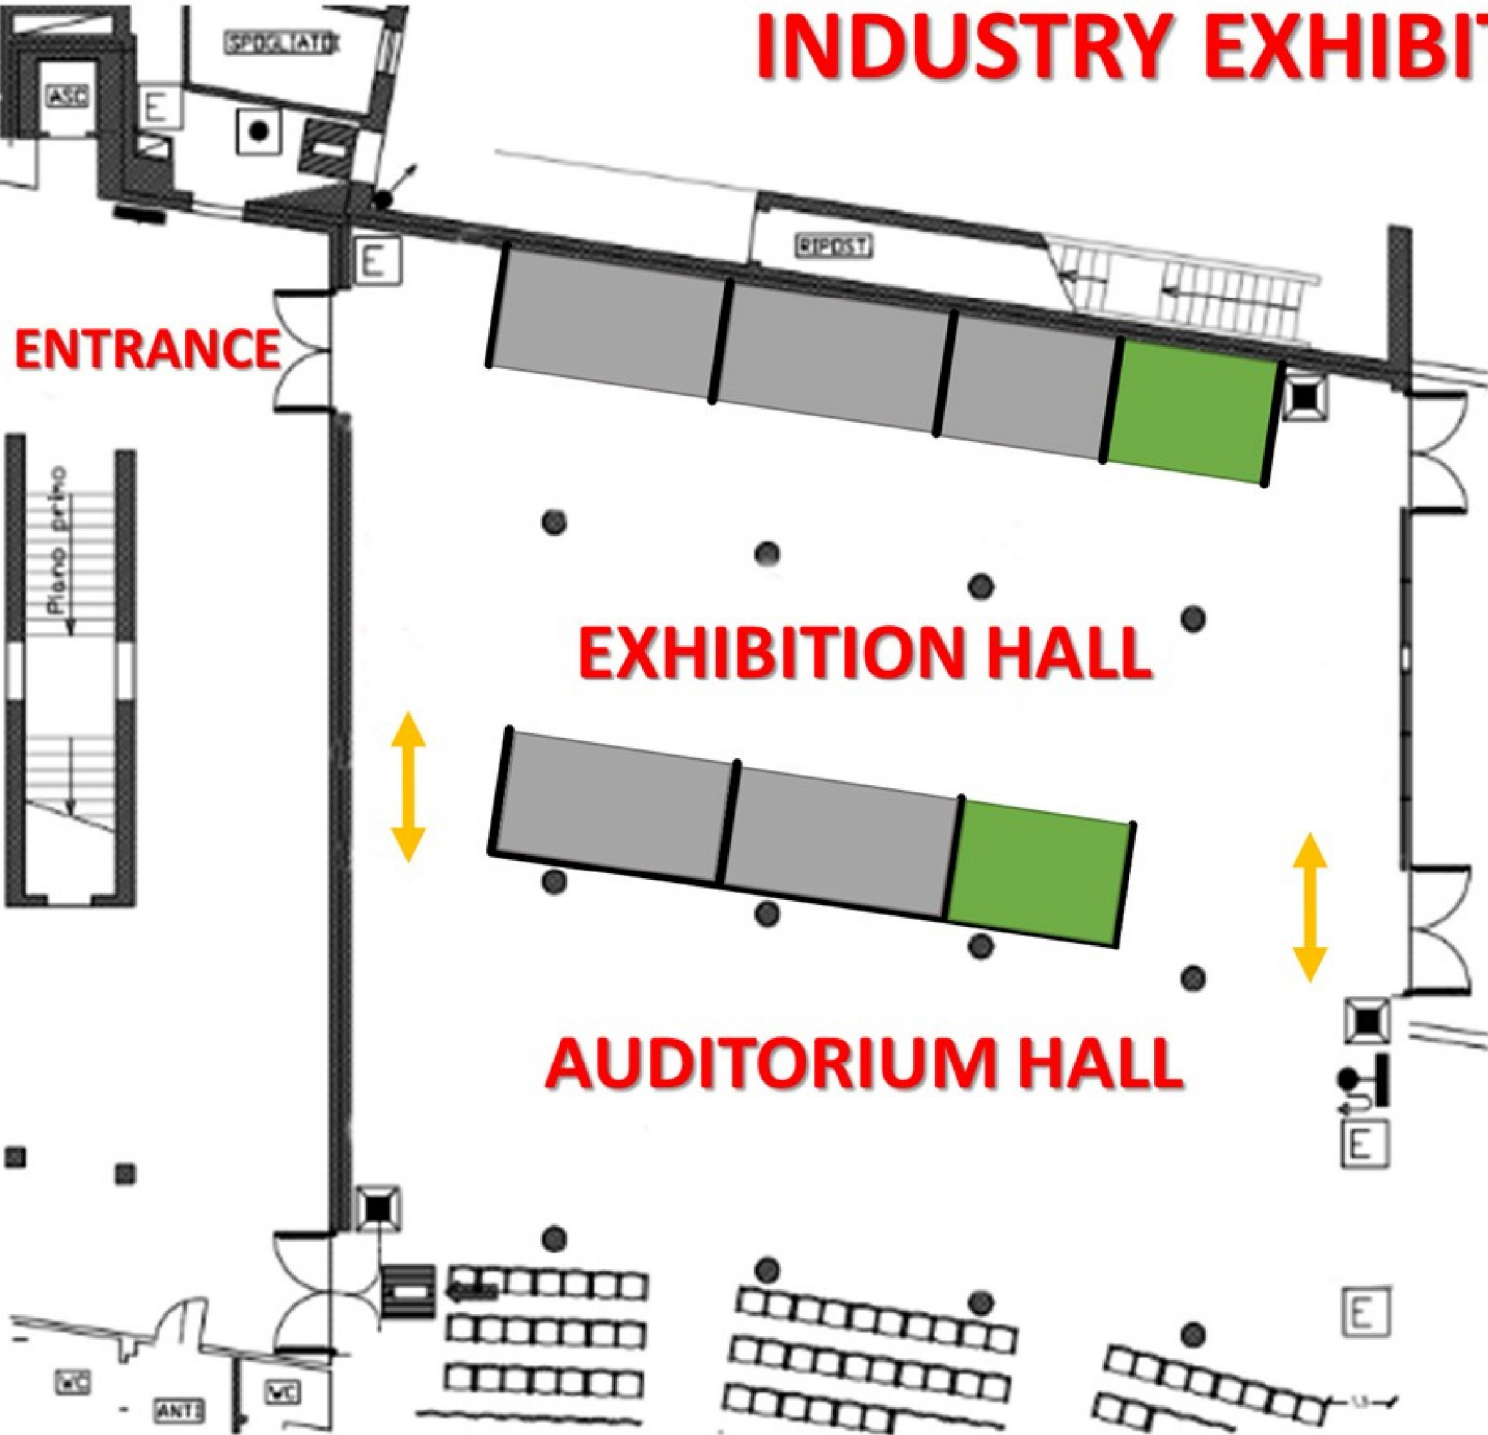 INDUSTRY EXHIBIT
SPOGLIATOI
ASC
E
RIPOST.
E
ENTRANCE
Piano primo
EXHIBITION HALL
AUDITORIUM HALL
E
E
WC
WC
ANTI